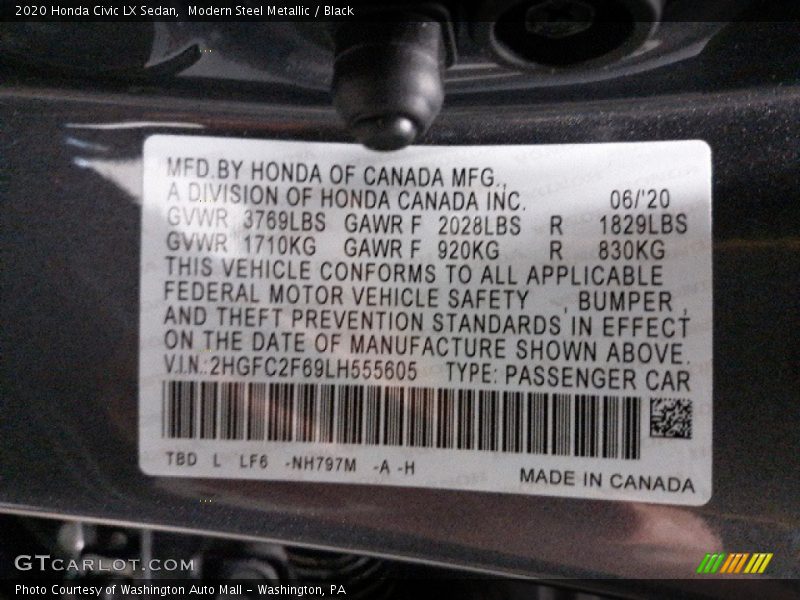 2020 Honda Civic LX Sedan, Modern Steel Metallic / Black
MFD.BY HONDA OF CANADA MFG.,
A DIVISION OF HONDA CANADA INC. 06/'20
GVWR 3769LBS GAWR F 2028LBS R 1829LBS
GVWR 1710KG GAWR F 920KG R 830KG
THIS VEHICLE CONFORMS TO ALL APPLICABLE
FEDERAL MOTOR VEHICLE SAFETY , BUMPER ,
AND THEFT PREVENTION STANDARDS IN EFFECT
ON THE DATE OF MANUFACTURE SHOWN ABOVE.
V.I.N.:2HGFC2F69LH555605 TYPE: PASSENGER CAR
TBD L LF6 -NH797M -A -H
MADE IN CANADA
GTCARLOT.COM
Photo Courtesy of Washington Auto Mall - Washington, PA